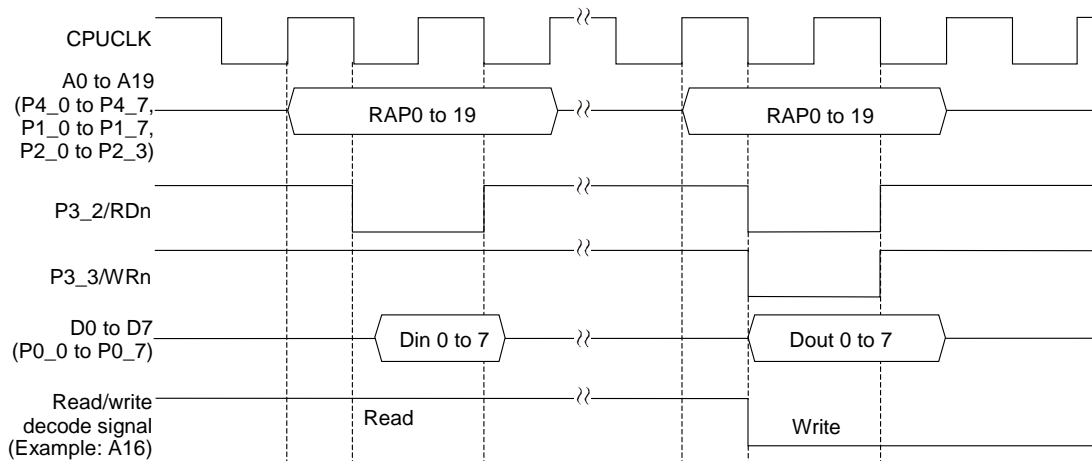 CPUCLK
A0 to A19
(P4_0 to P4_7,
P1_0 to P1_7,
P2_0 to P2_3)
RAP0 to 19
RAP0 to 19
P3_2/RDn
P3_3/WRn
D0 to D7
(P0_0 to P0_7)
Din 0 to 7
Dout 0 to 7
Read/write
decode signal
(Example: A16)
Read
Write